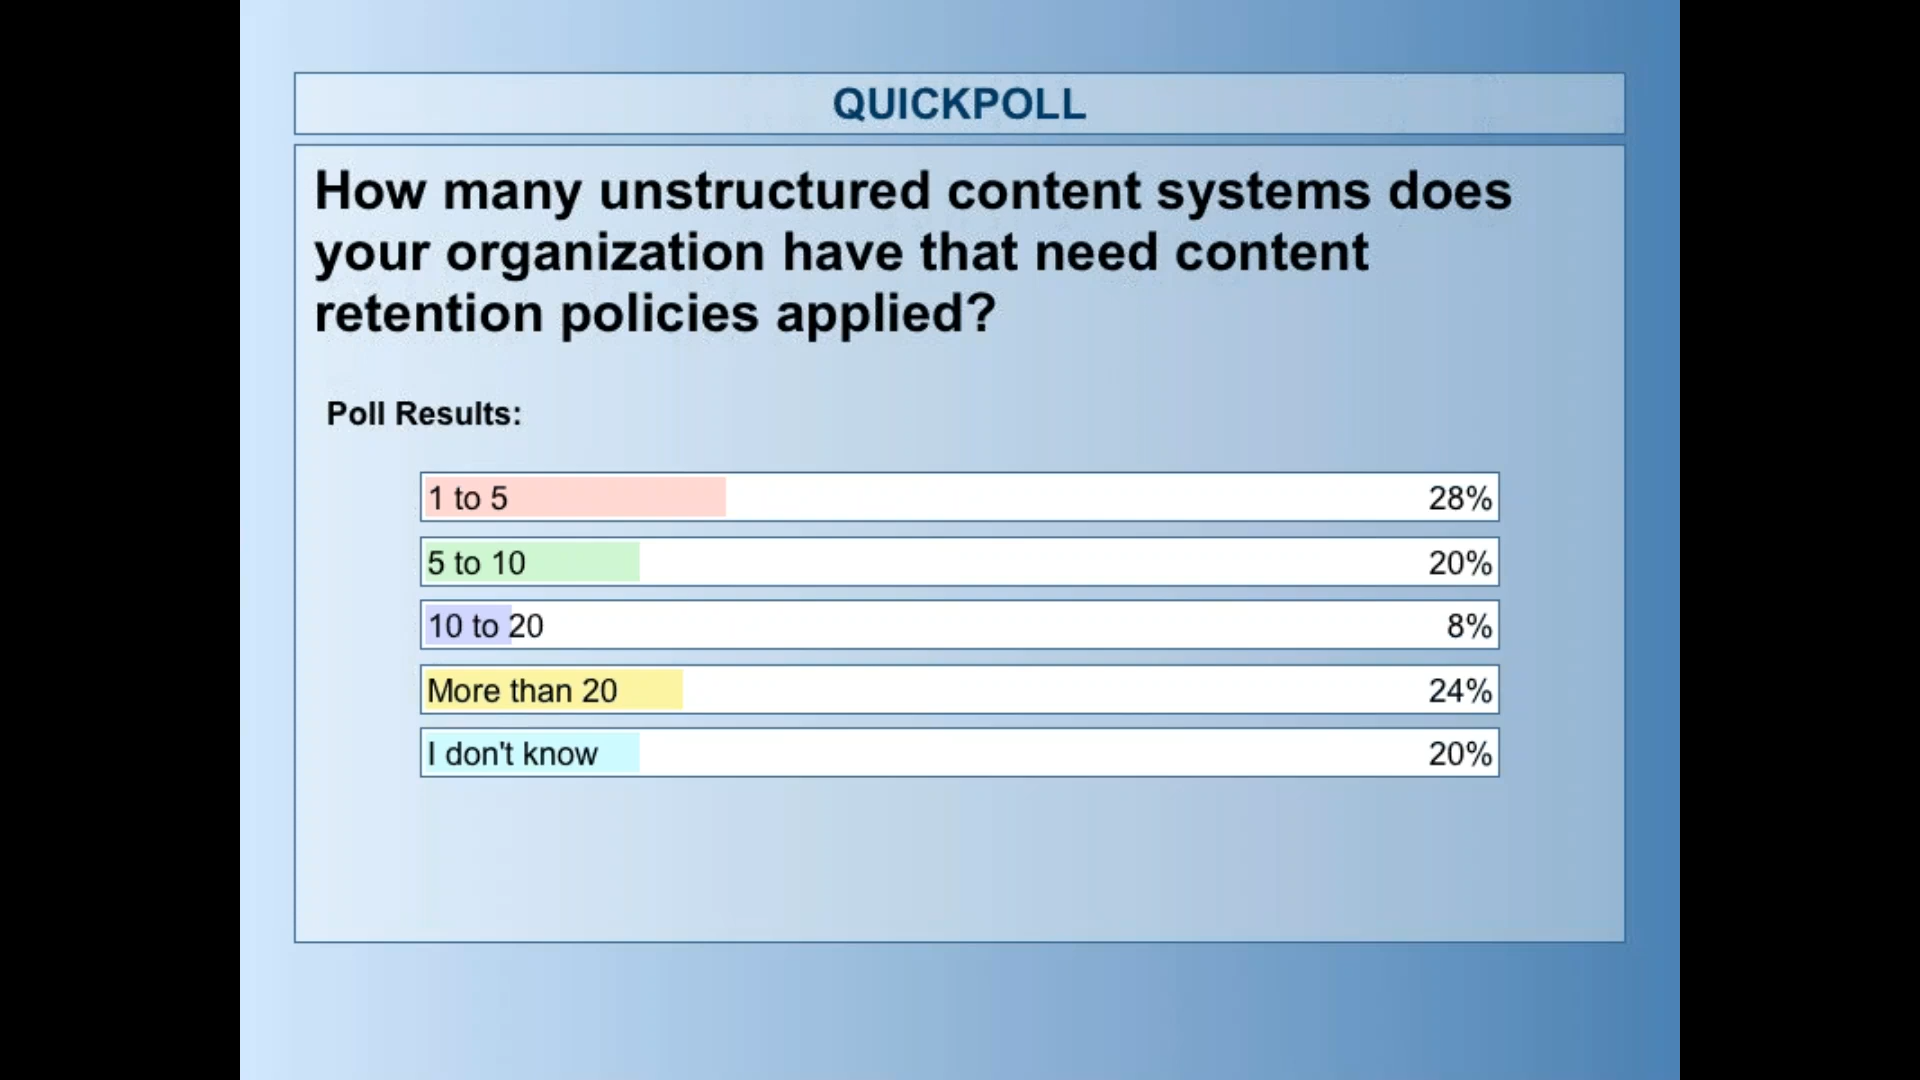 QUICKPOLL
How many unstructured content systems does
your organization have that need content
retention policies applied?
Poll Results:
1 to 5 28%
5 to 10 20%
10 to 20 8%
More than 20 24%
I don't know 20%